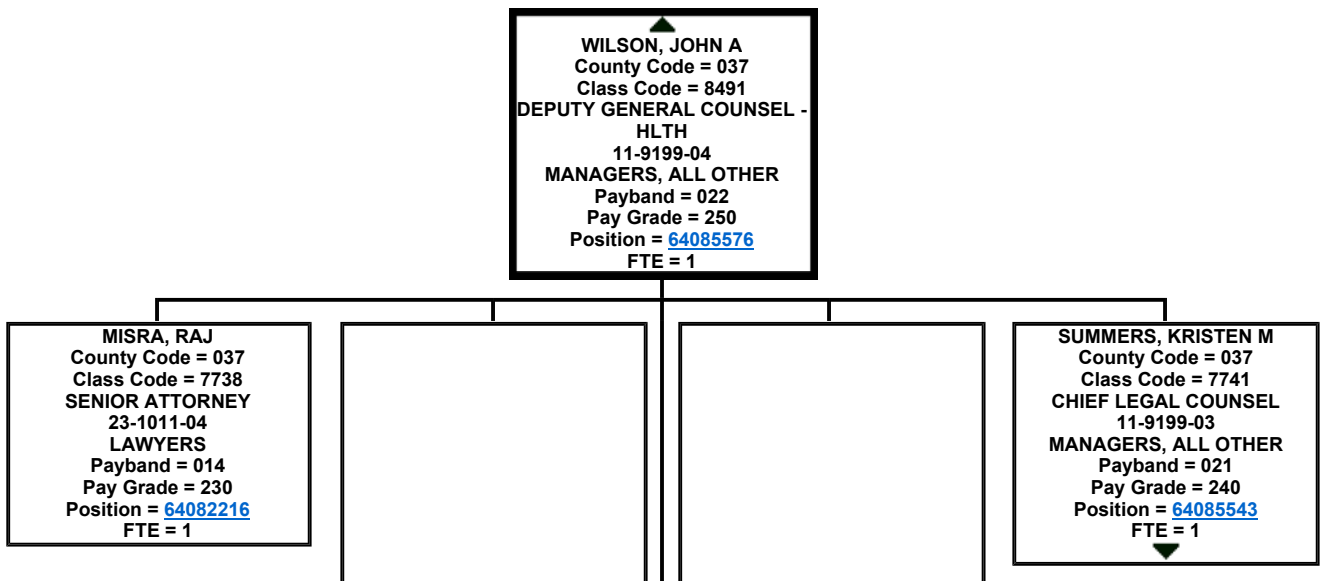 WILSON, JOHN A
County Code = 037
Class Code = 8491
DEPUTY GENERAL COUNSEL -
HLTH
11-9199-04
MANAGERS, ALL OTHER
Payband = 022
Pay Grade = 250
Position = 64085576
FTE = 1
MISRA, RAJ
County Code = 037
Class Code = 7738
SENIOR ATTORNEY
23-1011-04
LAWYERS
Payband = 014
Pay Grade = 230
Position = 64082216
FTE = 1
SUMMERS, KRISTEN M
County Code = 037
Class Code = 7741
CHIEF LEGAL COUNSEL
11-9199-03
MANAGERS, ALL OTHER
Payband = 021
Pay Grade = 240
Position = 64085543
FTE = 1